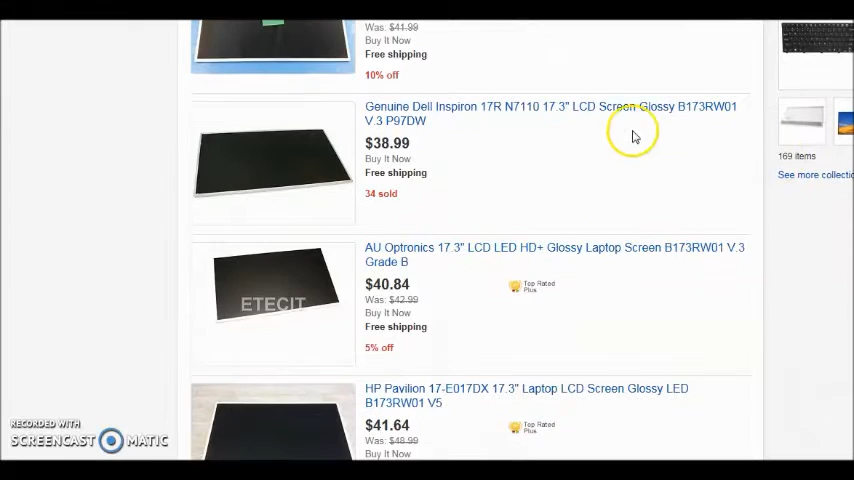 Was: $41.99
Buy It Now
Free shipping
10% off
Genuine Dell Inspiron 17R N7110 17.3" LCD Screen Glossy B173RW01
V.3 P97DW
$38.99
Buy It Now
Free shipping
34 sold
169 items
See more collectio
AU Optronics 17.3" LCD LED HD+ Glossy Laptop Screen B173RW01 V.3
Grade B
$40.84
Was: $42.99
Buy It Now
Free shipping
5% off
Top Rated
Plus
ETECIT
HP Pavilion 17-E017DX 17.3" Laptop LCD Screen Glossy LED
B173RW01 V5
$41.64
Was: $48.99
Buy It Now
Top Rated
Plus
RECORDED WITH
SCREENCAST MATIC